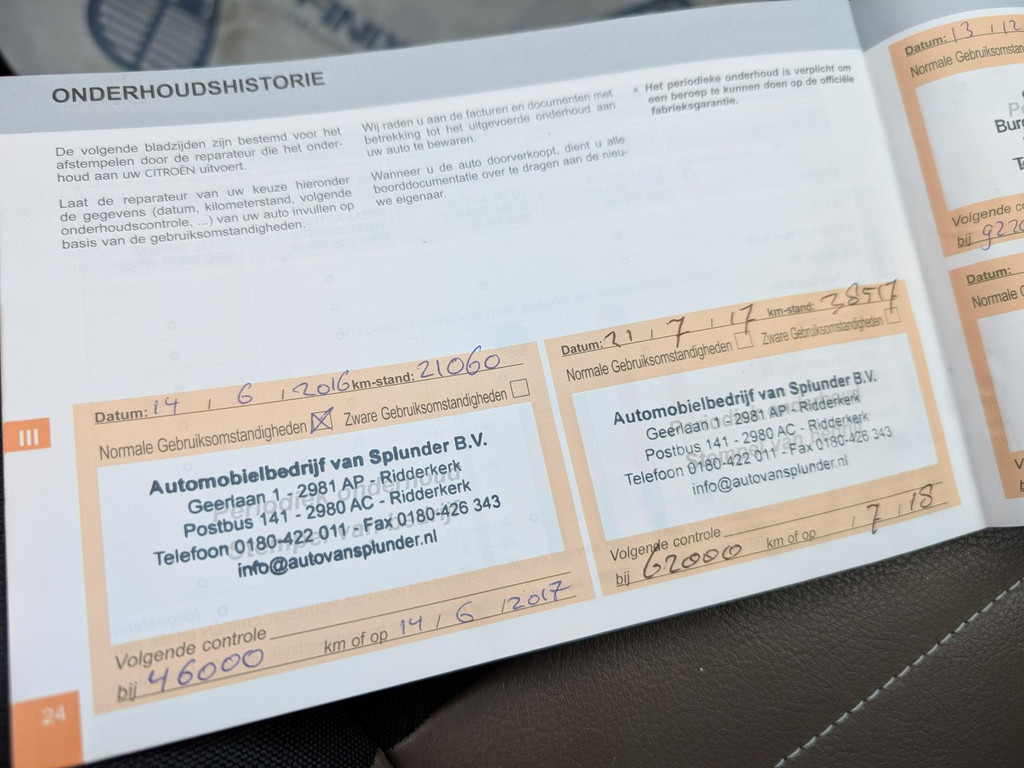 ONDERHOUDSHISTORIE
De volgende bladzijden zijn bestemd voor het
afstempelen door de reparateur die het onder-
houd aan uw CITROËN uitvoert.
Laat de reparateur van uw keuze hieronder
de gegevens (datum, kilometerstand, volgende
onderhoudscontrole, ...) van uw auto invullen op
basis van de gebruiksomstandigheden.
Wij raden u aan de facturen en documenten met
betrekking tot het uitgevoerde onderhoud aan
uw auto te bewaren.
Wanneer u de auto doorverkoopt, dient u alle
boorddocumentatie over te dragen aan de nieu-
we eigenaar.
* Het periodieke onderhoud is verplicht om
een beroep te kunnen doen op de officiële
fabrieksgarantie.
III
Datum: 14 / 6 / 2016 km-stand: 21060
Normale Gebruiksomstandigheden Zware Gebruiksomstandigheden
Automobielbedrijf van Splunder B.V.
Geerlaan 1 - 2981 AP - Ridderkerk
Postbus 141 - 2980 AC - Ridderkerk
Telefoon 0180-422 011 - Fax 0180-426 343
info@autovansplunder.nl
Periodiek onderhoud
Stempel van bedrijf
Volgende controle
bij 46000 km of op 14 / 6 / 2017
Datum: 21 / 7 / 17 km-stand: 38517
Normale Gebruiksomstandigheden Zware Gebruiksomstandigheden
Automobielbedrijf van Splunder B.V.
Geerlaan 1 - 2981 AP - Ridderkerk
Postbus 141 - 2980 AC - Ridderkerk
Telefoon 0180-422 011 - Fax 0180-426 343
info@autovansplunder.nl
Volgende controle
bij 62000 km of op / 7 / 18
24
Datum: 13 / 12
Normale Gebruiksomstan
Volgende
bij
Datum:
Normale